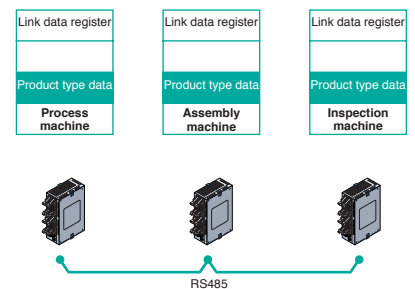 Link data register
Link data register
Link data register
Product type data
Product type data
Product type data
Process
machine
Assembly
machine
Inspection
machine
RS485